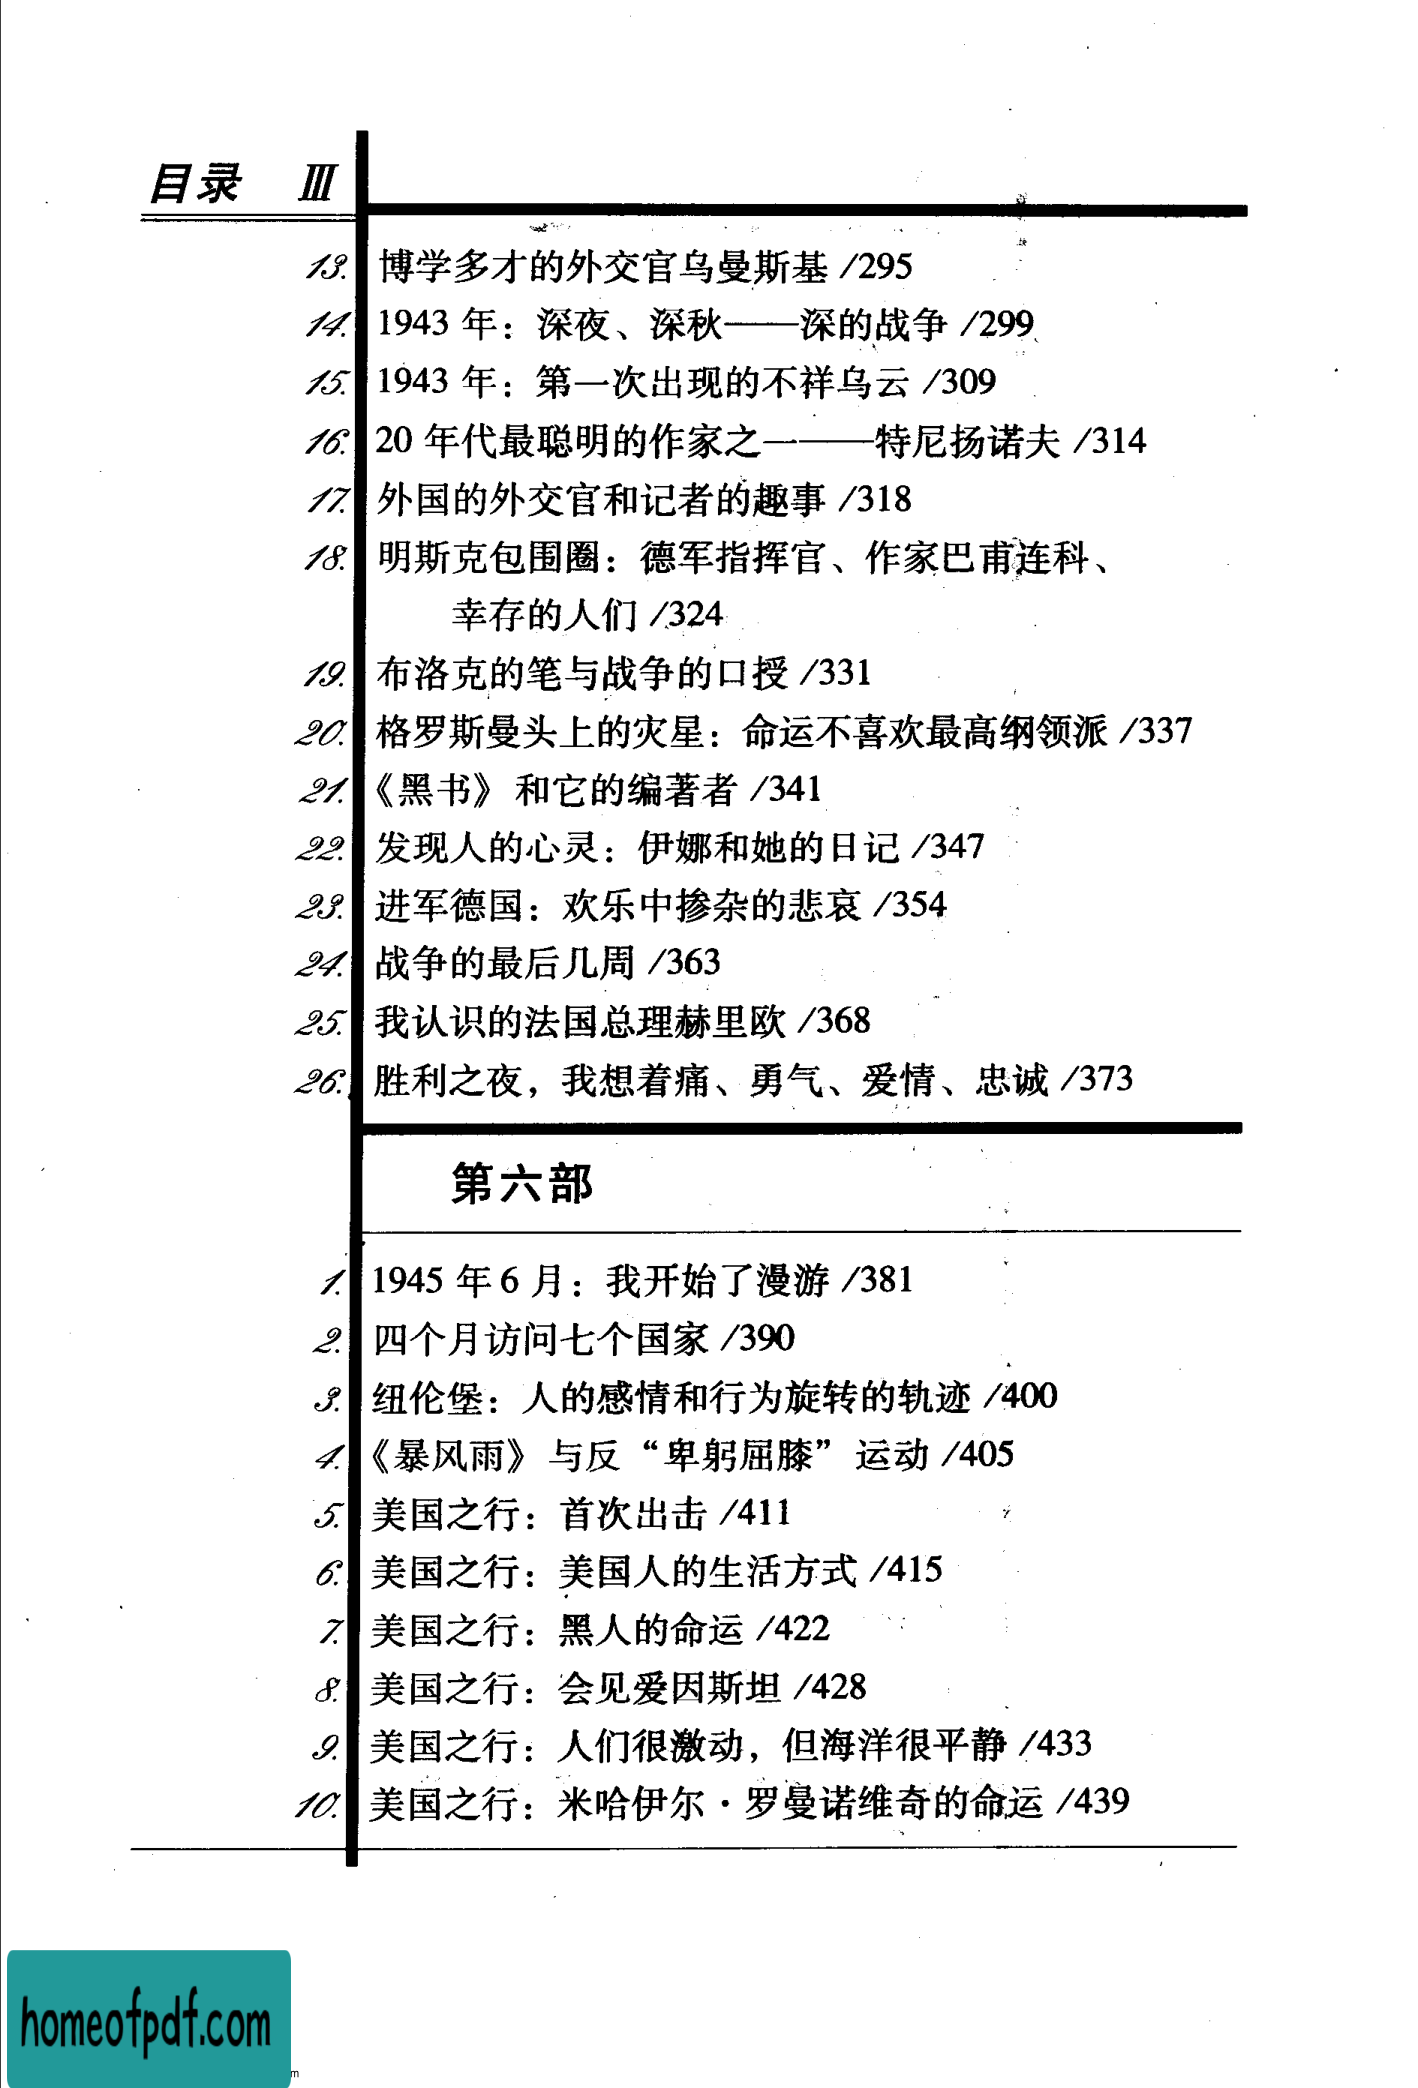 目录 Ⅲ
13. 博学多才的外交官乌曼斯基 /295
14. 1943 年：深夜、深秋——深的战争 /299
15. 1943 年：第一次出现的不祥乌云 /309
16. 20 年代最聪明的作家之一——特尼扬诺夫 /314
17. 外国的外交官和记者的趣事 /318
18. 明斯克包围圈：德军指挥官、作家巴甫连科、
幸存的人们 /324
19. 布洛克的笔与战争的口授 /331
20. 格罗斯曼头上的灾星：命运不喜欢最高纲领派 /337
21. 《黑书》和它的编著者 /341
22. 发现人的心灵：伊娜和她的日记 /347
23. 进军德国：欢乐中掺杂的悲哀 /354
24. 战争的最后几周 /363
25. 我认识的法国总理赫里欧 /368
26. 胜利之夜，我想着痛、勇气、爱情、忠诚 /373
第六部
1. 1945 年 6 月：我开始了漫游 /381
2. 四个月访问七个国家 /390
3. 纽伦堡：人的感情和行为旋转的轨迹 /400
4. 《暴风雨》与反“卑躬屈膝”运动 /405
5. 美国之行：首次出击 /411
6. 美国之行：美国人的生活方式 /415
7. 美国之行：黑人的命运 /422
8. 美国之行：会见爱因斯坦 /428
9. 美国之行：人们很激动，但海洋很平静 /433
10. 美国之行：米哈伊尔·罗曼诺维奇的命运 /439
homeofpdf.com
m